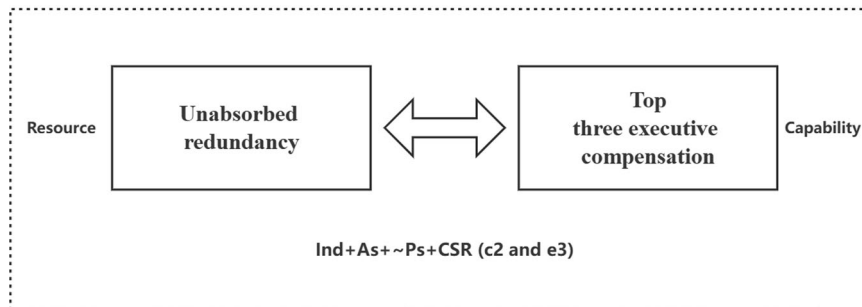 Resource
Unabsorbed
redundancy
Top
three executive
compensation
Capability
Ind+As+~Ps+CSR (c2 and e3)